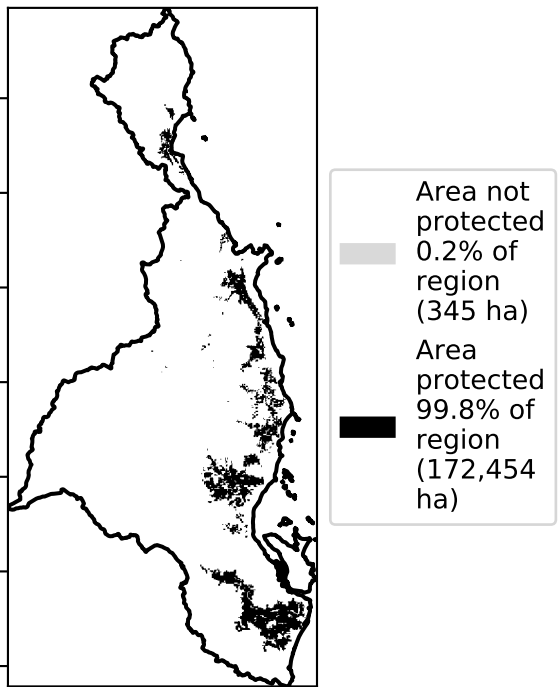 Area not
protected
0.2% of
region
(345 ha)
Area
protected
99.8% of
region
(172,454
ha)